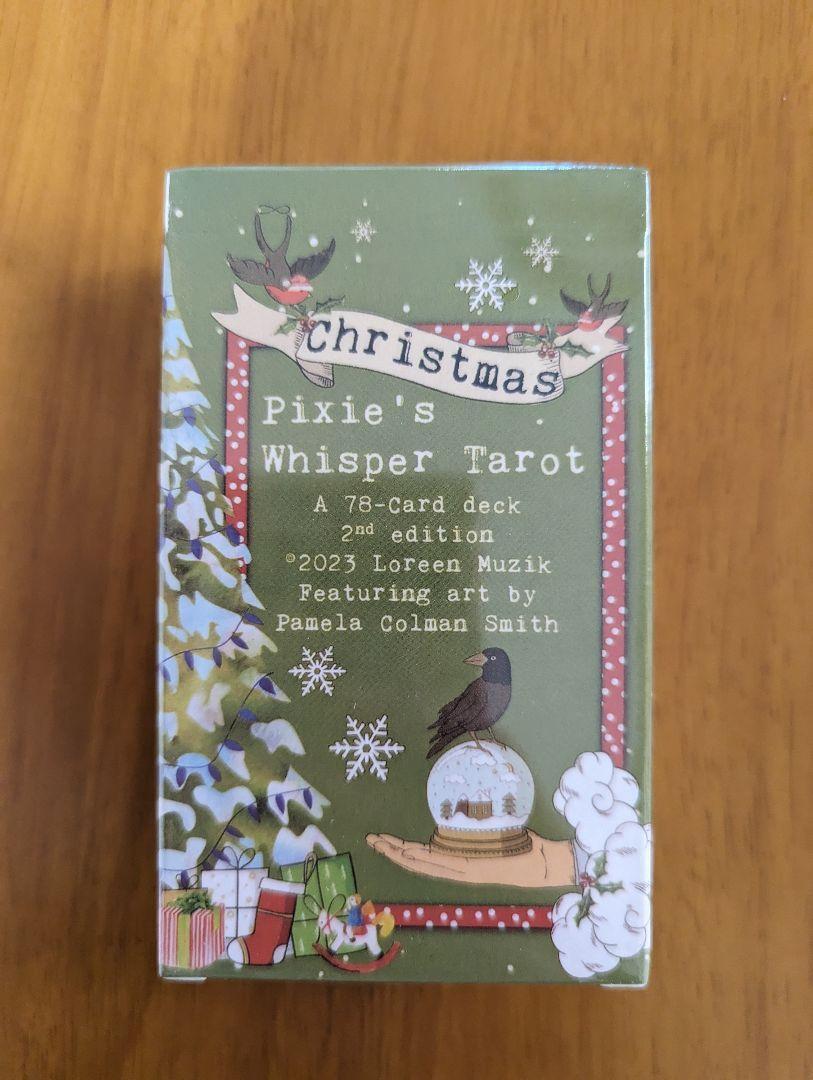 Christmas
Pixie's
Whisper Tarot
A 78-Card deck
2nd edition
©2023 Loreen Muzik
Featuring art by
Pamela Colman Smith